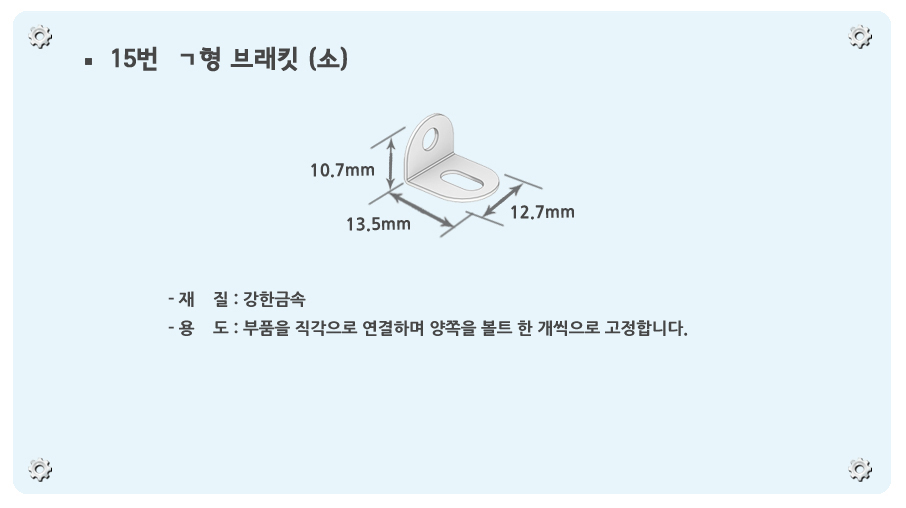 ▪ 15번 ㄱ형 브래킷 (소)
10.7mm
13.5mm
12.7mm
- 재 질 : 강한금속
- 용 도 : 부품을 직각으로 연결하며 양쪽을 볼트 한 개씩으로 고정합니다.